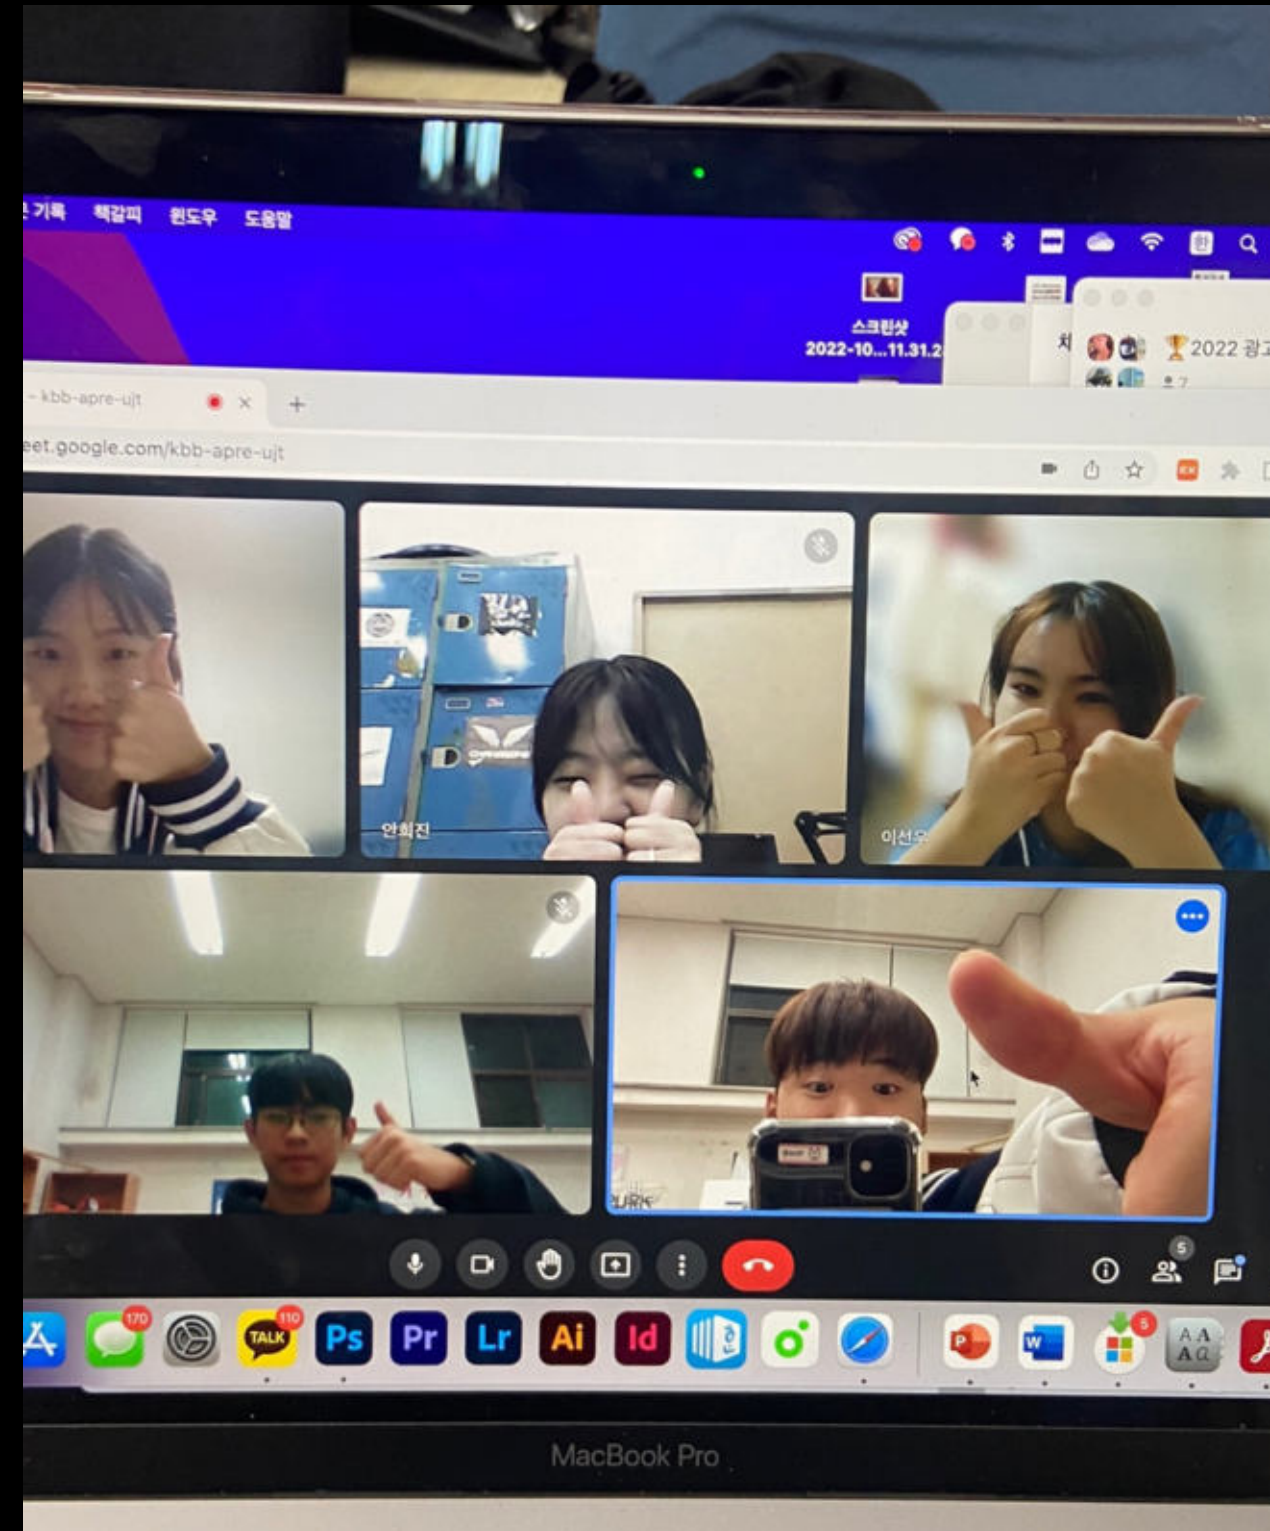 기록 책갈피 윈도우 도움말
스크린샷
2022-10...11.31.2
2022 광고
7
- kbb-apre-ujt
eet.google.com/kbb-apre-ujt
안희진
이선우
5
170
110
TALK
Ps
Pr
Lr
Ai
Id
P
W
5
A A
A a
MacBook Pro